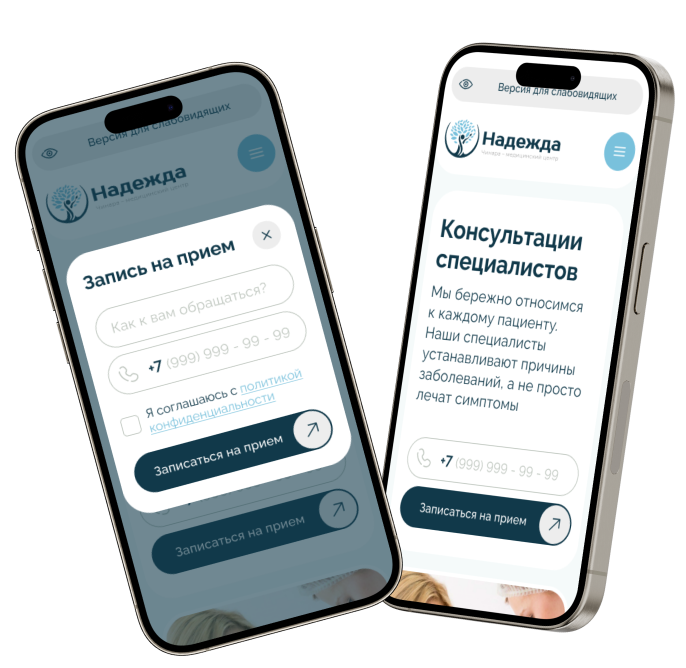 Версия для слабовидящих
Надежда
Запись на прием
Как к вам обращаться?
+7 (999) 999 - 99 - 99
Я соглашаюсь с политикой
конфиденциальности
Записаться на прием
Записаться на прием
Версия для слабовидящих
Надежда
Консультации
специалистов
Мы бережно относимся
к каждому пациенту.
Наши специалисты
устанавливают причины
заболеваний, а не просто
лечат симптомы
+7 (999) 999 - 99 - 99
Записаться на прием